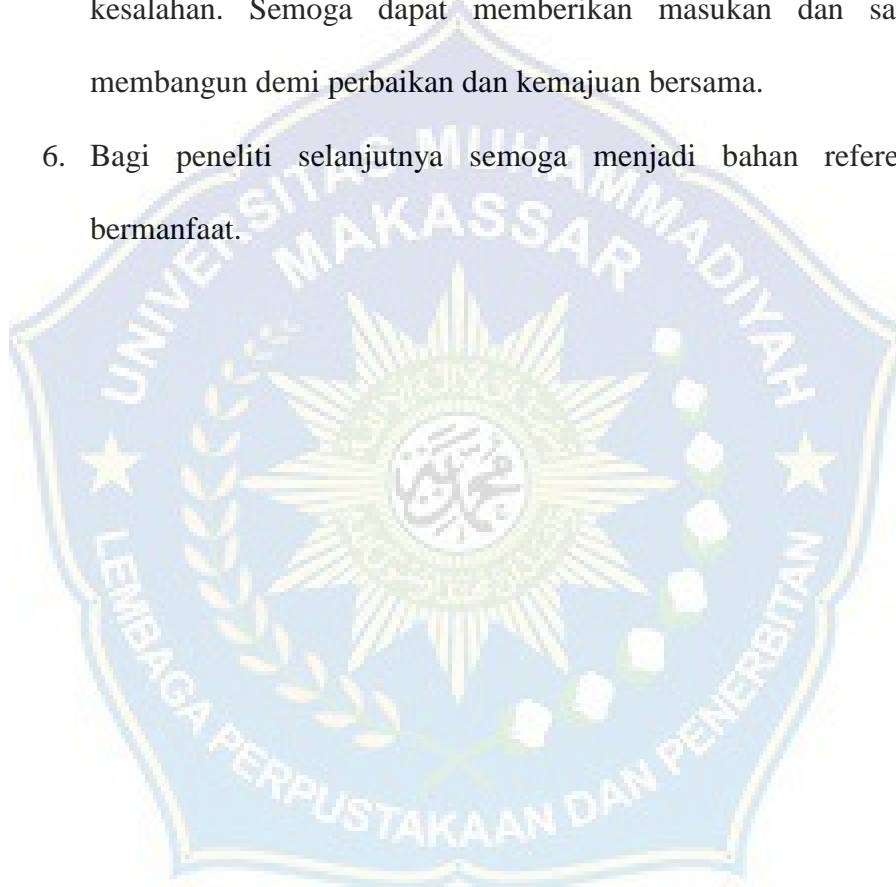 kesalahan. Semoga dapat memberikan masukan dan sa
membangun demi perbaikan dan kemajuan bersama.
6. Bagi peneliti selanjutnya semoga menjadi bahan refere
bermanfaat.
UNIVERSITAS MUHAMMADIYAH
MAKASSAR
LEMBAGA PERPUSTAKAAN DAN PENERBITAN